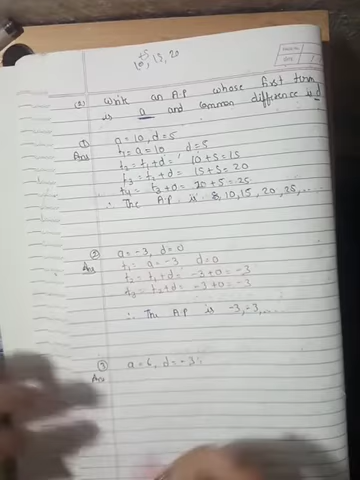 +5
10, 15, 20
(2) Write an A.P whose first term
is a and common difference is d
(1) a = 10, d = 5
Ans t₁ = a = 10 d = 5
t₂ = t₁ + d = 10 + 5 = 15
t₃ = t₂ + d = 15 + 5 = 20
t₄ = t₃ + d = 20 + 5 = 25
∴ The A.P. is 10, 15, 20, 25, ...
(2) a = -3, d = 0
Ans t₁ = a = -3 d = 0
t₂ = t₁ + d = -3 + 0 = -3
t₃ = t₂ + d = -3 + 0 = -3
∴ The A.P is -3, -3, ...
(3) a = 6, d = -3
Ans